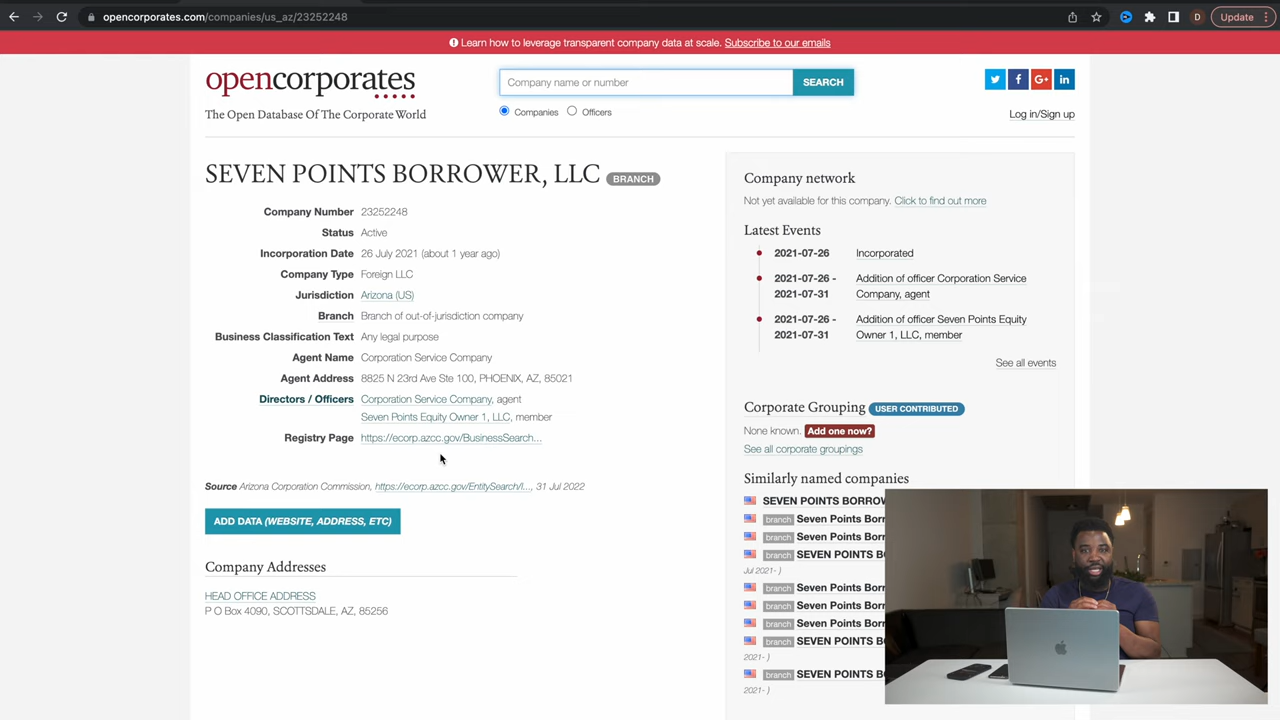 opencorporates.com/companies/us_az/23252248
D
Update
Learn how to leverage transparent company data at scale. Subscribe to our emails
opencorporates
The Open Database Of The Corporate World
Company name or number
SEARCH
Companies
Officers
Log in/Sign up
SEVEN POINTS BORROWER, LLC BRANCH
Company Number 23252248
Status Active
Incorporation Date 26 July 2021 (about 1 year ago)
Company Type Foreign LLC
Jurisdiction Arizona (US)
Branch Branch of out-of-jurisdiction company
Business Classification Text Any legal purpose
Agent Name Corporation Service Company
Agent Address 8825 N 23rd Ave Ste 100, PHOENIX, AZ, 85021
Directors / Officers Corporation Service Company, agent
Seven Points Equity Owner 1, LLC, member
Registry Page https://ecorp.azcc.gov/BusinessSearch...
Source Arizona Corporation Commission, https://ecorp.azcc.gov/EntitySearch/I..., 31 Jul 2022
ADD DATA (WEBSITE, ADDRESS, ETC)
Company Addresses
HEAD OFFICE ADDRESS
P O Box 4090, SCOTTSDALE, AZ, 85256
Company network
Not yet available for this company. Click to find out more
Latest Events
2021-07-26 Incorporated
2021-07-26 - Addition of officer Corporation Service
2021-07-31 Company, agent
2021-07-26 - Addition of officer Seven Points Equity
2021-07-31 Owner 1, LLC, member
See all events
Corporate Grouping USER CONTRIBUTED
None known. Add one now?
See all corporate groupings
Similarly named companies
SEVEN POINTS BORROW
branch Seven Points Borr
branch Seven Points Borr
branch SEVEN POINTS B
Jul 2021- )
branch Seven Points Borr
branch Seven Points Borr
branch Seven Points Borr
branch SEVEN POINTS B
2021- )
branch SEVEN POINTS B
2021- )